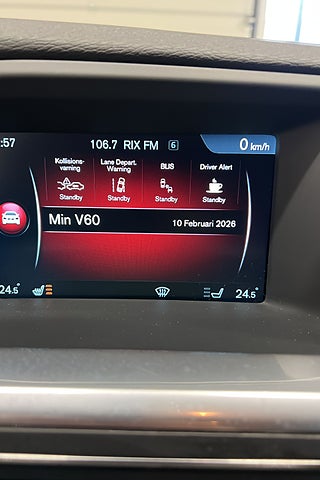 :57 106.7 RIX FM 6 0 km/h
Kollisions-
varning
Standby
Lane Depart.
Warning
Standby
BLIS
Standby
Driver Alert
Standby
Min V60 10 Februari 2026
24.5° 24.5°